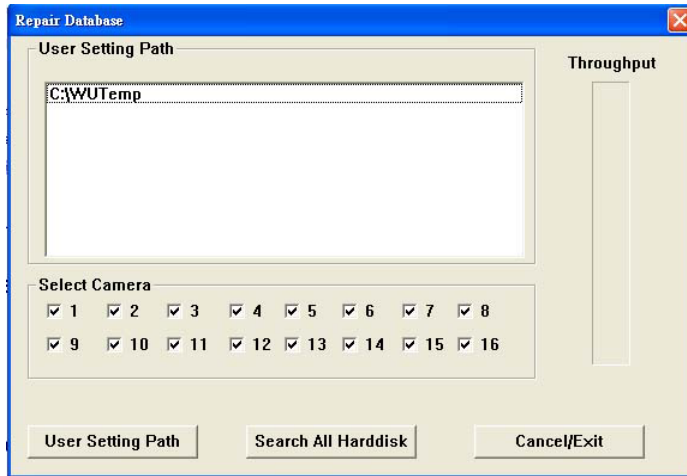 Repair Database
User Setting Path
Throughput
C:\WUTemp
Select Camera
1 2 3 4 5 6 7 8
9 10 11 12 13 14 15 16
User Setting Path Search All Harddisk Cancel/Exit